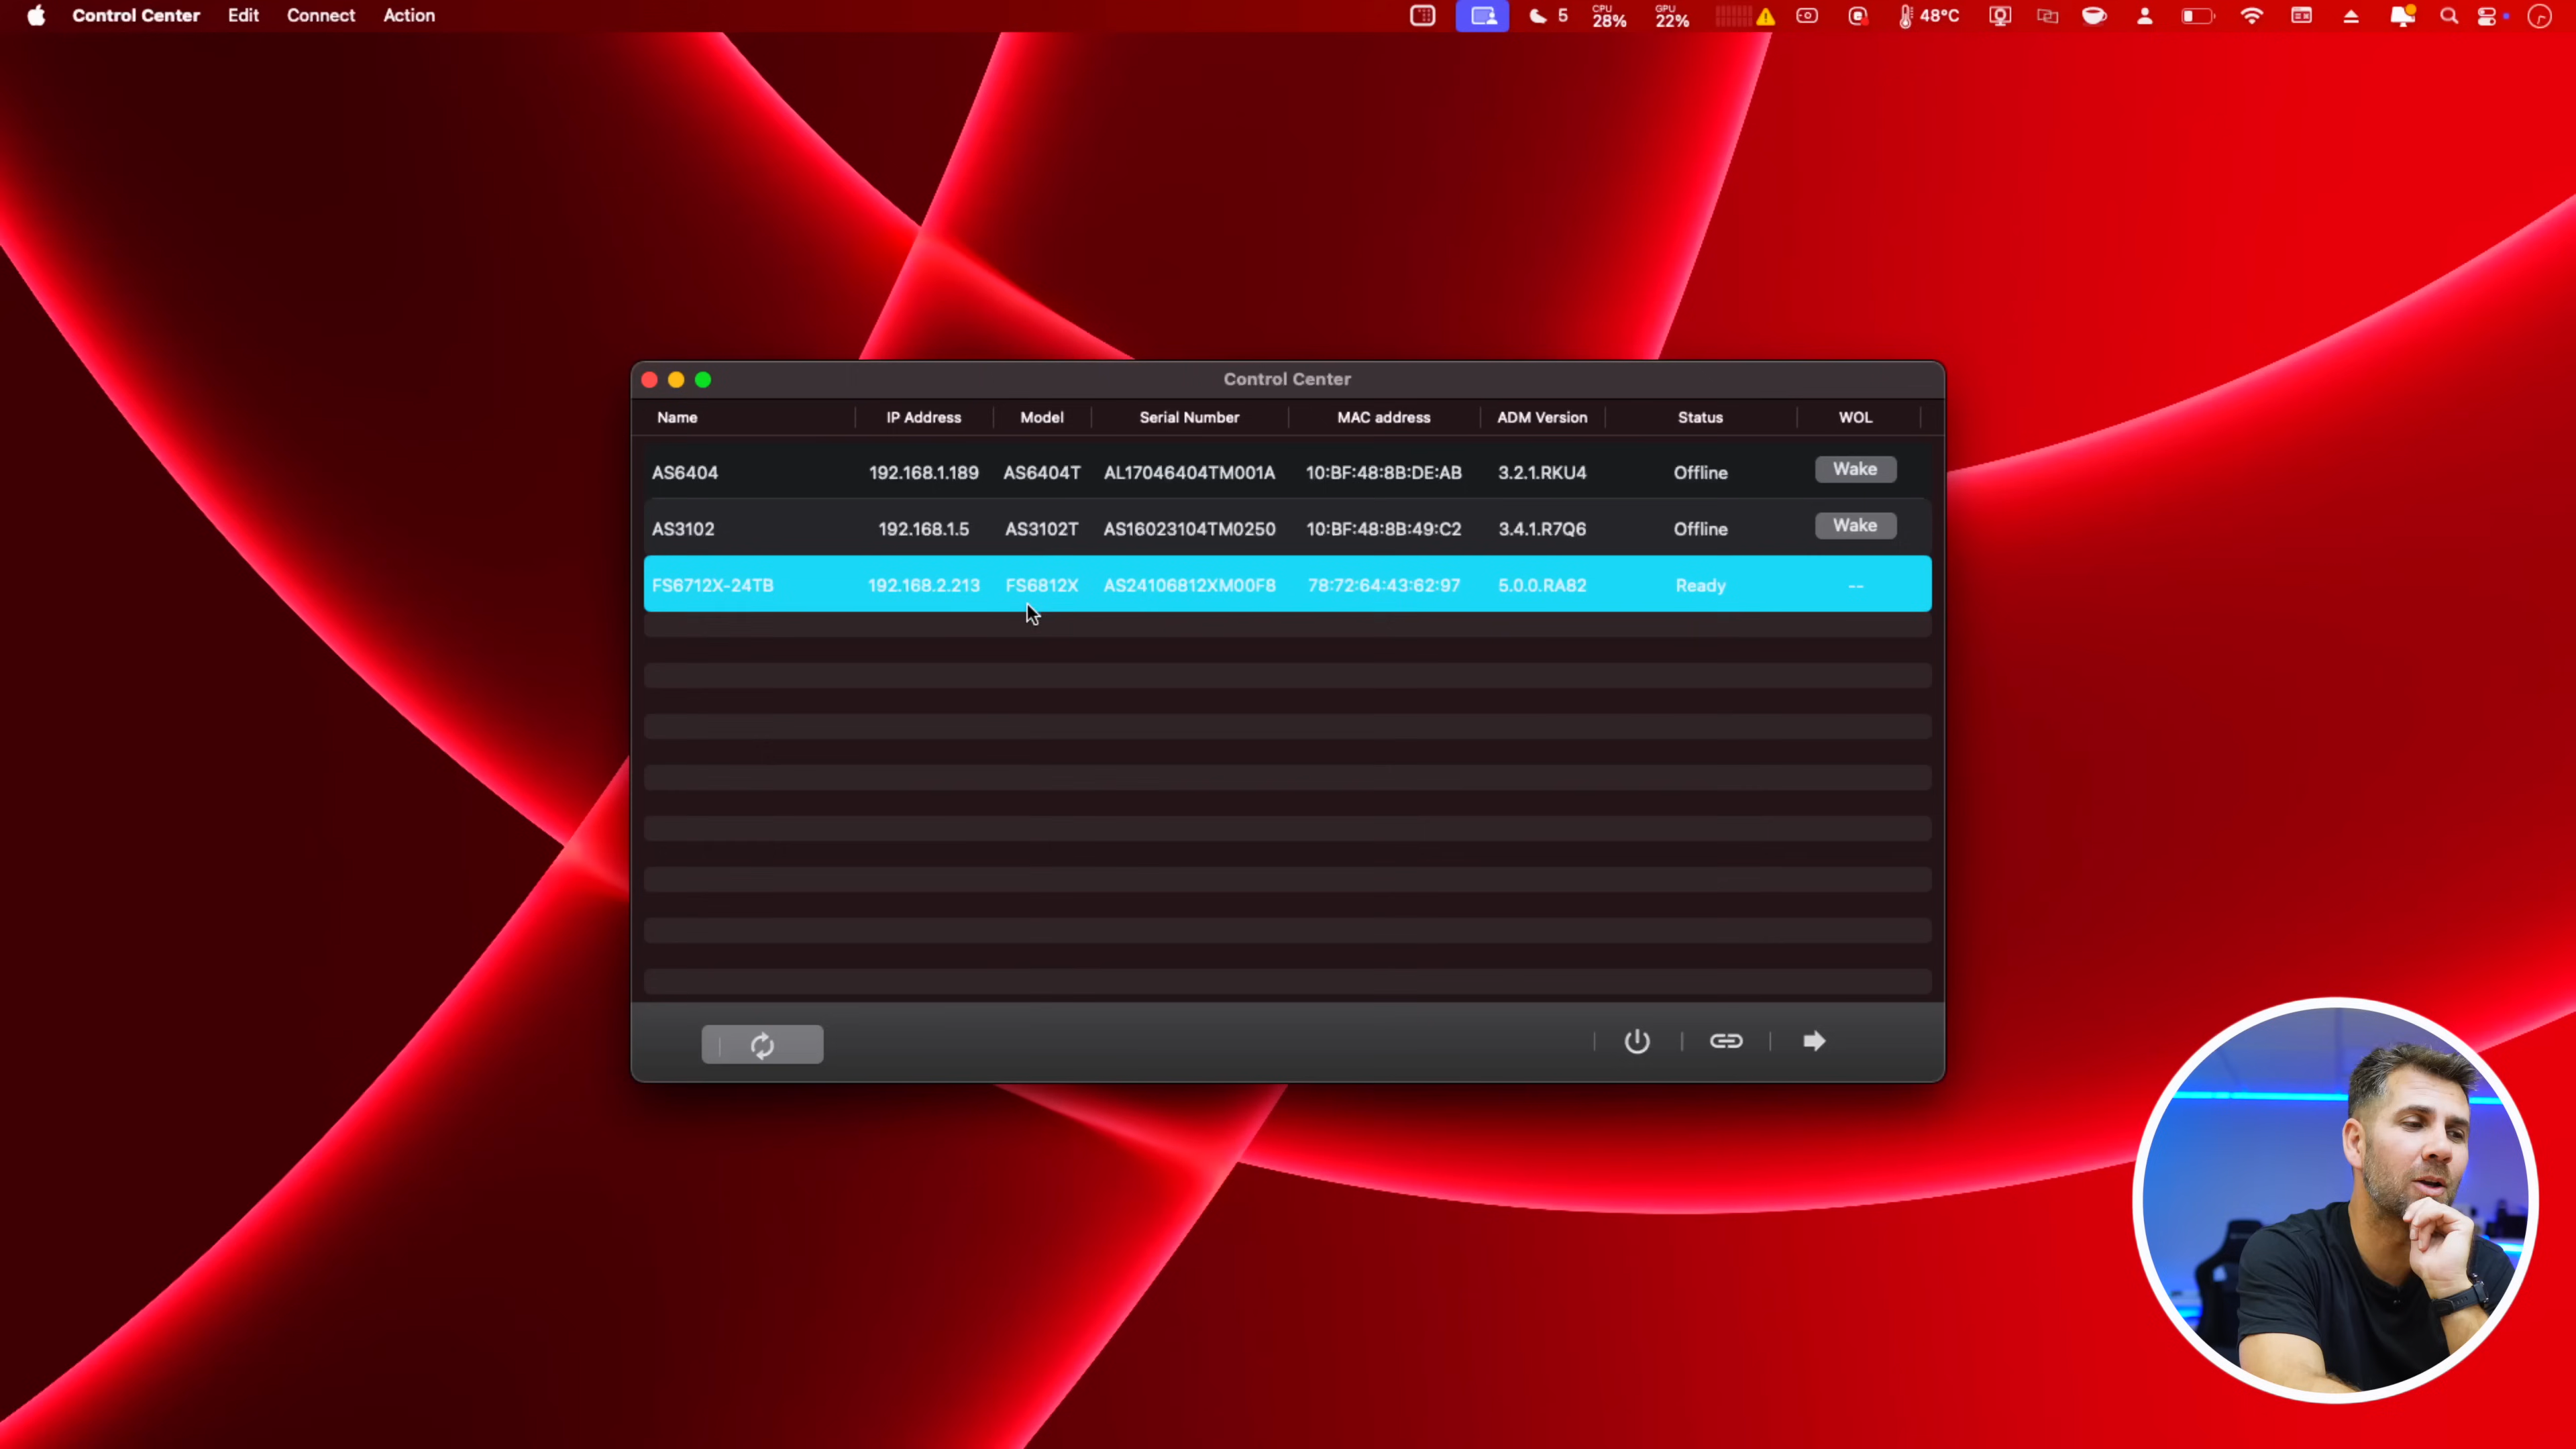 Control Center Edit Connect Action 5 CPU 28% GPU 22% 48°C
Control Center
Name IP Address Model Serial Number MAC address ADM Version Status WOL
AS6404 192.168.1.189 AS6404T AL17046404TM001A 10:BF:48:8B:DE:AB 3.2.1.RKU4 Offline Wake
AS3102 192.168.1.5 AS3102T AS16023104TM0250 10:BF:48:8B:49:C2 3.4.1.R7Q6 Offline Wake
FS6712X-24TB 192.168.2.213 FS6812X AS24106812XM00F8 78:72:64:43:62:97 5.0.0.RA82 Ready --